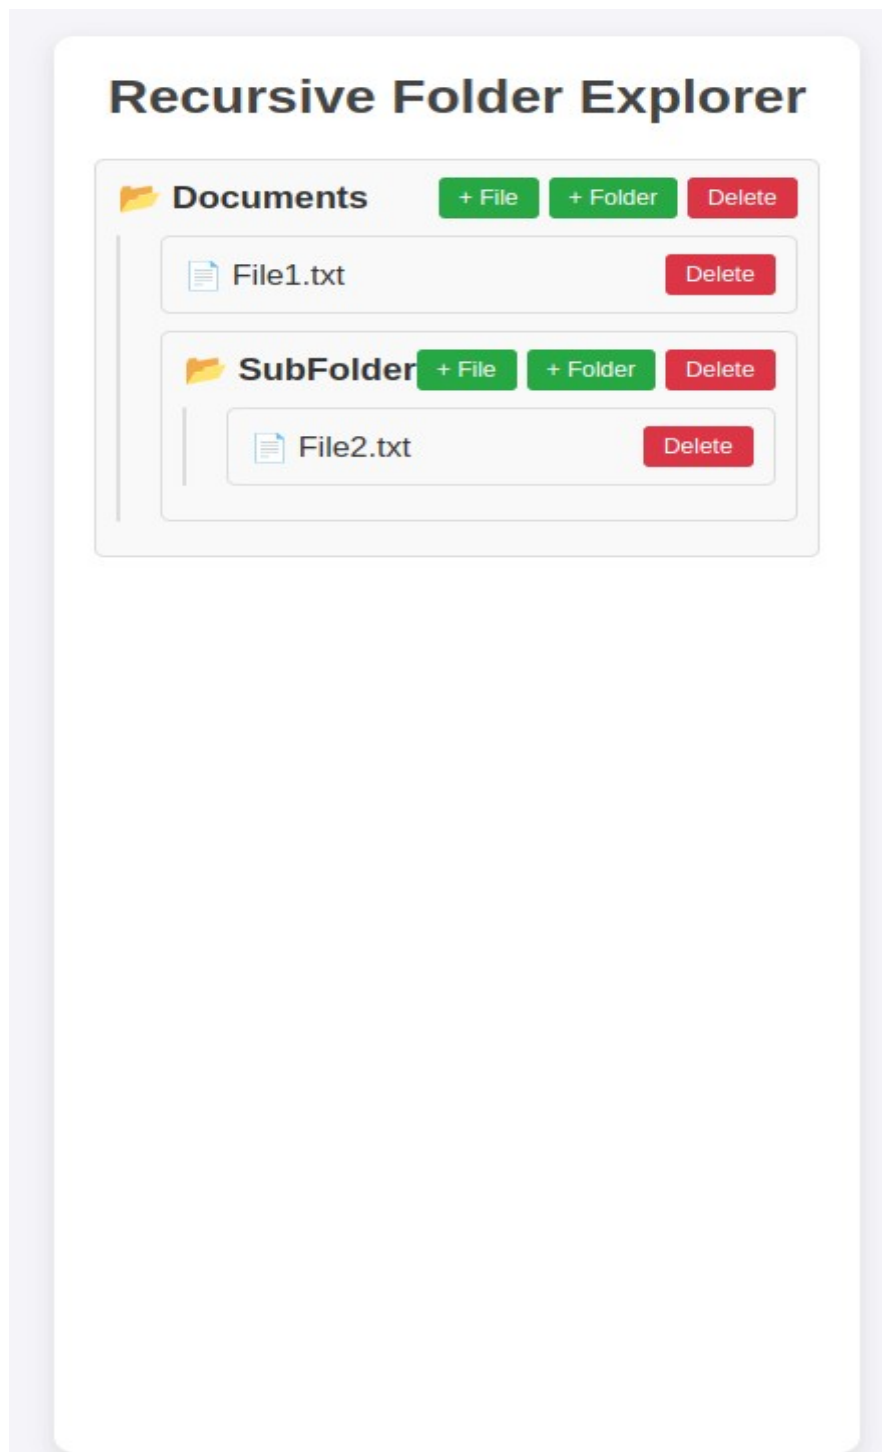 Recursive Folder Explorer
Documents + File + Folder Delete
File1.txt Delete
SubFolder + File + Folder Delete
File2.txt Delete